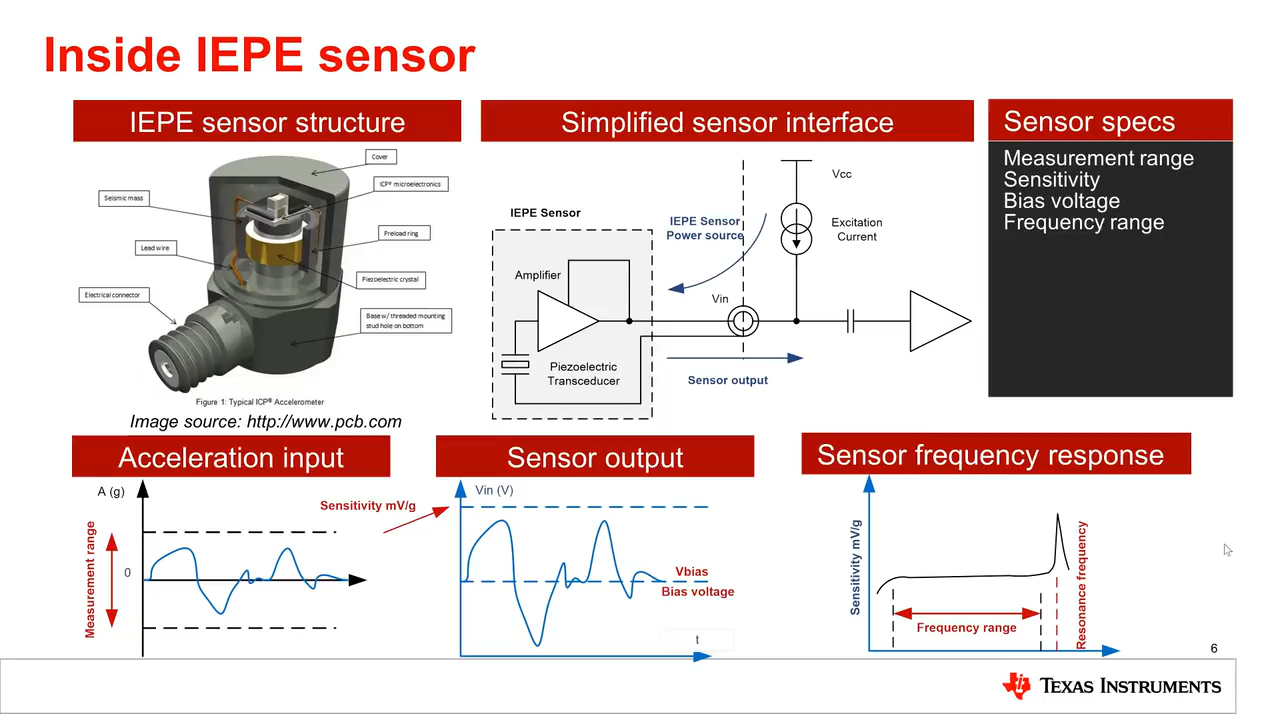 Inside IEPE sensor
IEPE sensor structure
Cover
ICP® microelectronics
Seismic mass
Preload ring
Lead wire
Piezoelectric crystal
Electrical connector
Base w/ threaded mounting
stud hole on bottom
Figure 1: Typical ICP® Accelerometer
Image source: http://www.pcb.com
Simplified sensor interface
Vcc
IEPE Sensor
IEPE Sensor
Power source
Excitation
Current
Amplifier
Vin
Piezoelectric
Transceducer
Sensor output
Sensor specs
Measurement range
Sensitivity
Bias voltage
Frequency range
Acceleration input
A (g)
Measurement range
0
Sensitivity mV/g
Sensor output
Vin (V)
Vbias
Bias voltage
t
Sensor frequency response
Sensitivity mV/g
Frequency range
Resonance frequency
6
TEXAS INSTRUMENTS